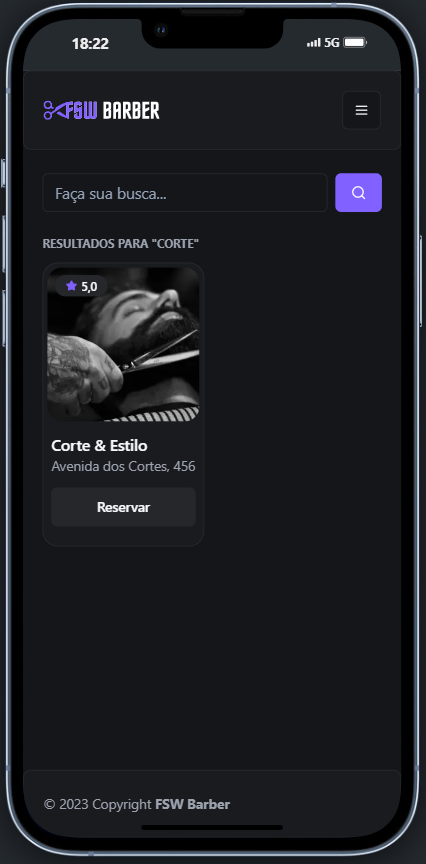 18:22
5G
FSW BARBER
Faça sua busca...
RESULTADOS PARA "CORTE"
5,0
Corte & Estilo
Avenida dos Cortes, 456
Reservar
© 2023 Copyright FSW Barber